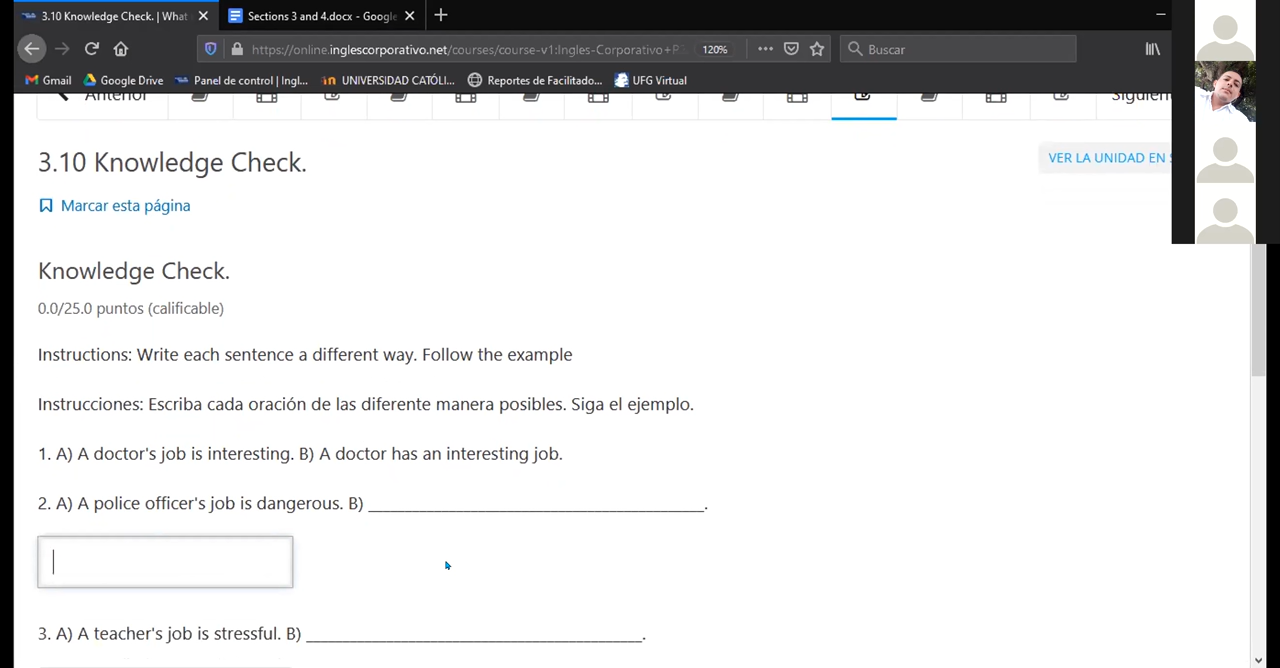 3.10 Knowledge Check. | What
Sections 3 and 4.docx - Google
https://online.inglescorporativo.net/courses/course-v1:Ingles-Corporativo+
120%
Buscar
Gmail
Google Drive
Panel de control | Ingl...
UNIVERSIDAD CATÓLI...
Reportes de Facilitado...
UFG Virtual
Anterior
3.10 Knowledge Check.
VER LA UNIDAD EN
Marcar esta página
Knowledge Check.
0.0/25.0 puntos (calificable)
Instructions: Write each sentence a different way. Follow the example
Instrucciones: Escriba cada oración de las diferente manera posibles. Siga el ejemplo.
1. A) A doctor's job is interesting. B) A doctor has an interesting job.
2. A) A police officer's job is dangerous. B) ________________________________________.
3. A) A teacher's job is stressful. B) ________________________________________.